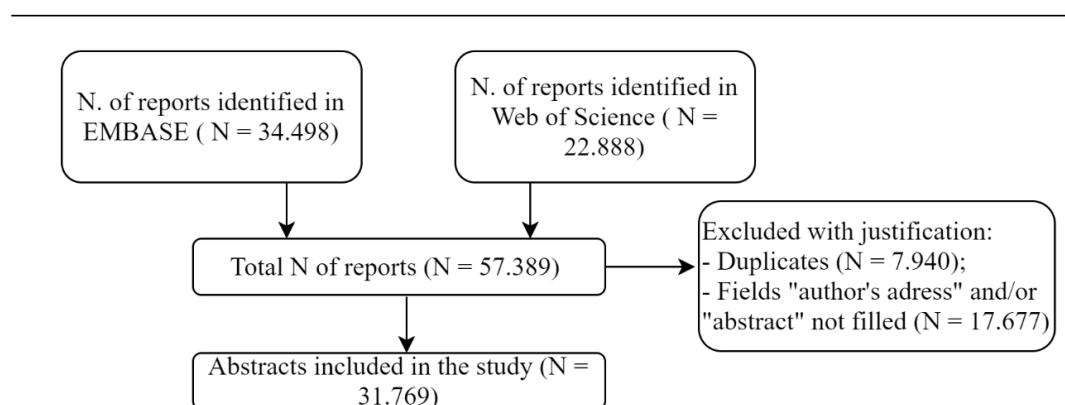 N. of reports identified in
EMBASE ( N = 34.498)
N. of reports identified in
Web of Science ( N =
22.888)
Total N of reports (N = 57.389)
Excluded with justification:
- Duplicates (N = 7.940);
- Fields "author's adress" and/or
"abstract" not filled (N = 17.677)
Abstracts included in the study (N =
31.769)